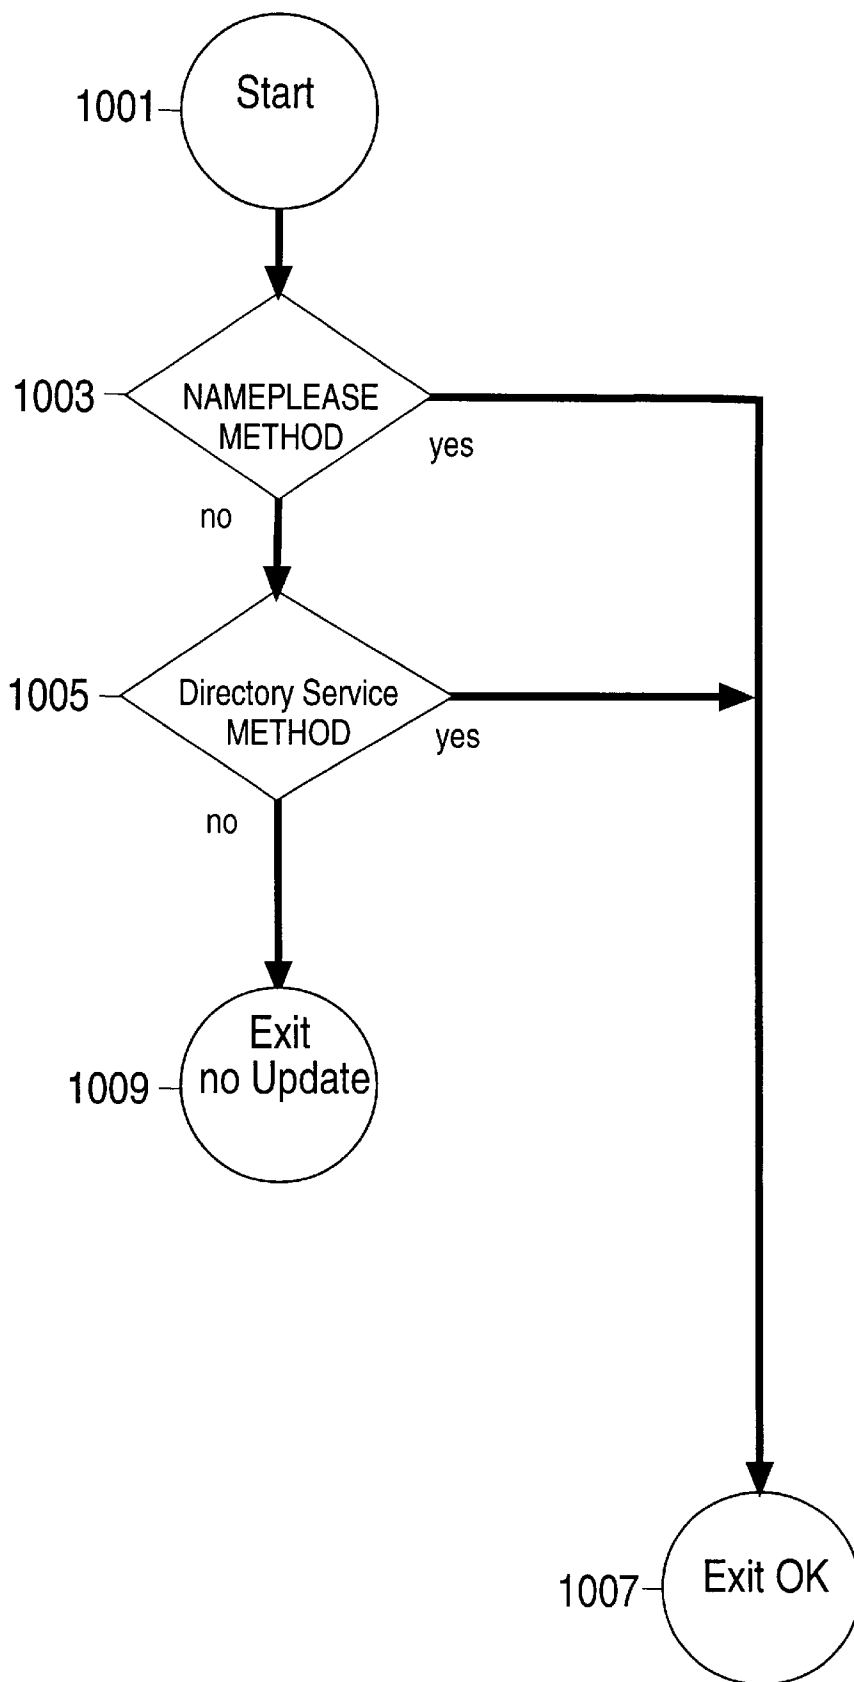 1001
Start
1003
NAMEPLEASE
METHOD
yes
no
1005
Directory Service
METHOD
yes
no
Exit
no Update
1009
1007
Exit OK